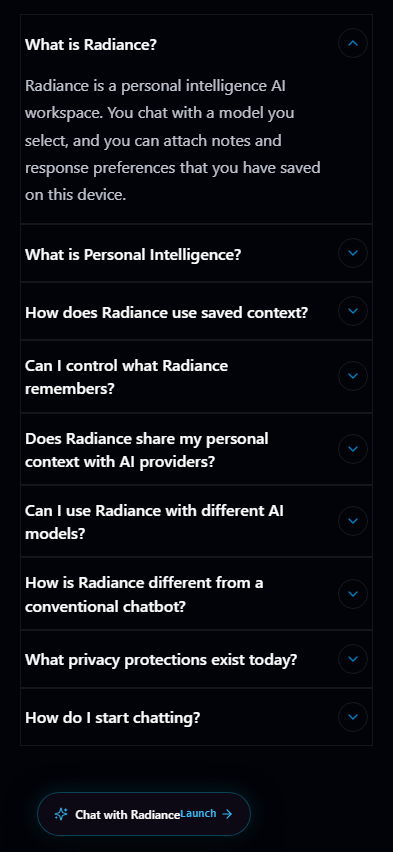 What is Radiance?
Radiance is a personal intelligence AI
workspace. You chat with a model you
select, and you can attach notes and
response preferences that you have saved
on this device.
What is Personal Intelligence?
How does Radiance use saved context?
Can I control what Radiance
remembers?
Does Radiance share my personal
context with AI providers?
Can I use Radiance with different AI
models?
How is Radiance different from a
conventional chatbot?
What privacy protections exist today?
How do I start chatting?
Chat with Radiance Launch →